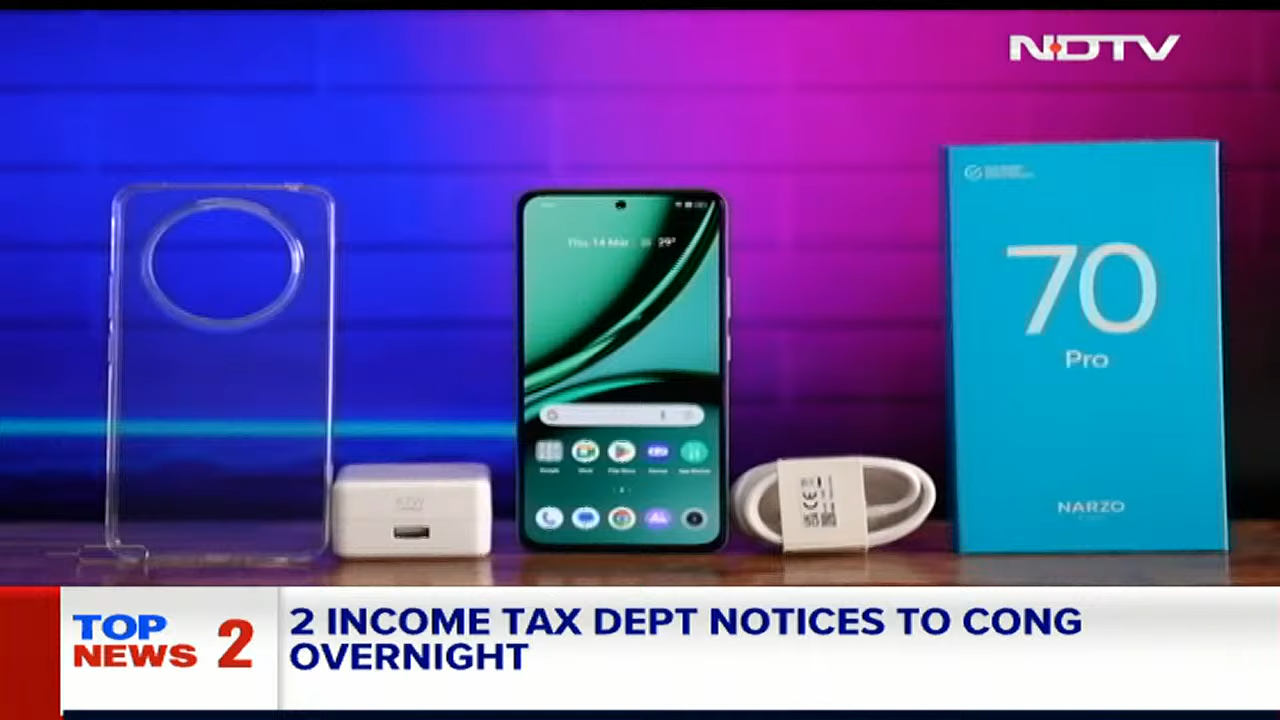 NDTV
70
Pro
NARZO
Thu, 14 Mar
29°
67W
TOP
NEWS
2
2 INCOME TAX DEPT NOTICES TO CONG
OVERNIGHT